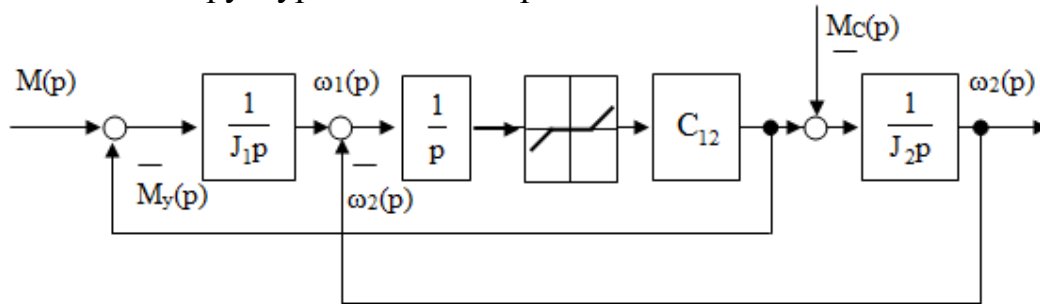 M(p)
1
J₁p
ω1(p)
1
p
C₁₂
Mc(p)
1
J₂p
ω2(p)
My(p)
ω2(p)